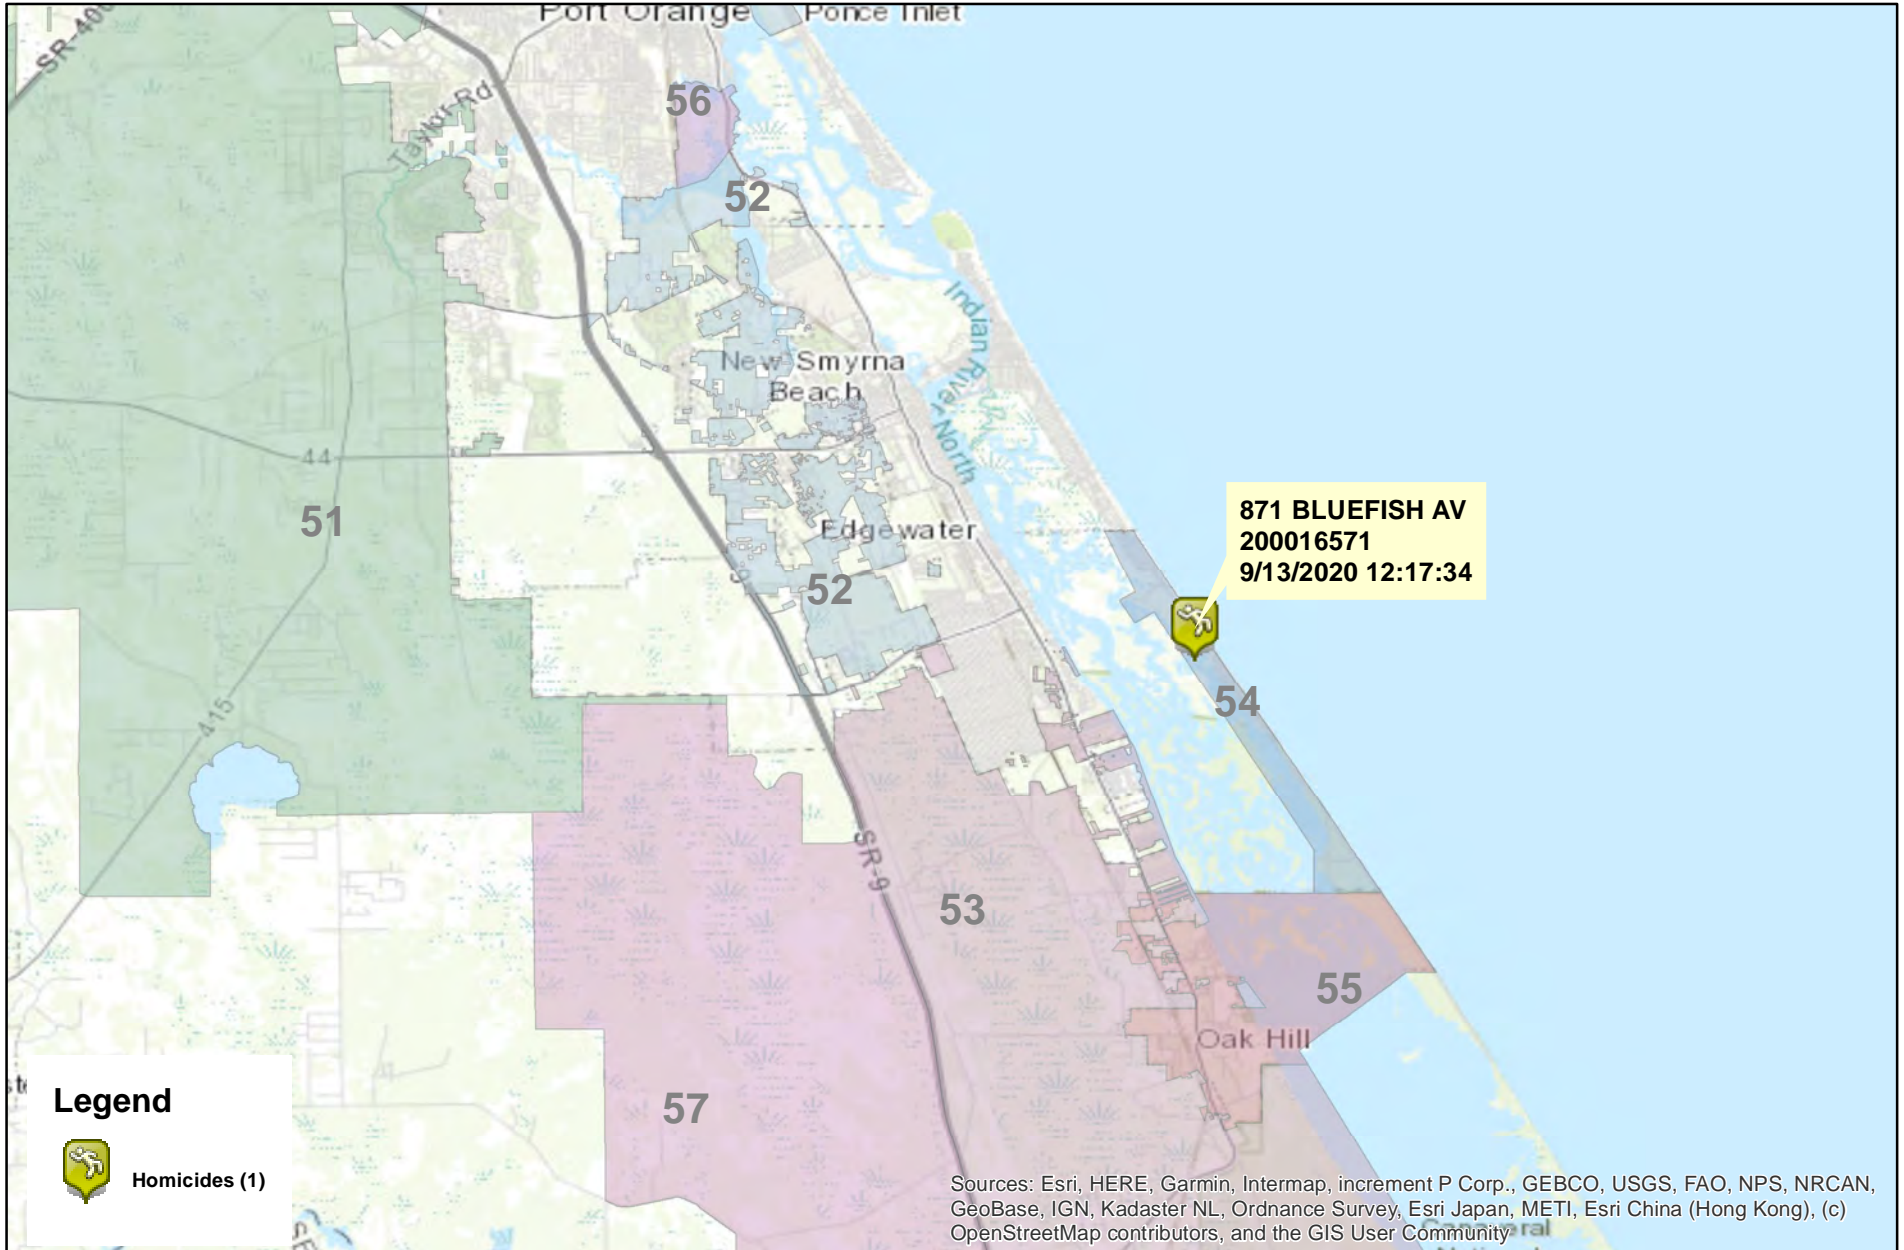 Port Orange
Ponce Inlet
SR-400
Taylor Rd
56
52
Indian River North
New Smyrna
Beach
44
51
871 BLUEFISH AV
200016571
9/13/2020 12:17:34
Edgewater
52
54
415
SR-9
53
55
Oak Hill
57
Legend
Homicides (1)
Sources: Esri, HERE, Garmin, Intermap, increment P Corp., GEBCO, USGS, FAO, NPS, NRCAN,
GeoBase, IGN, Kadaster NL, Ordnance Survey, Esri Japan, METI, Esri China (Hong Kong), (c)
OpenStreetMap contributors, and the GIS User Community
Canaveral